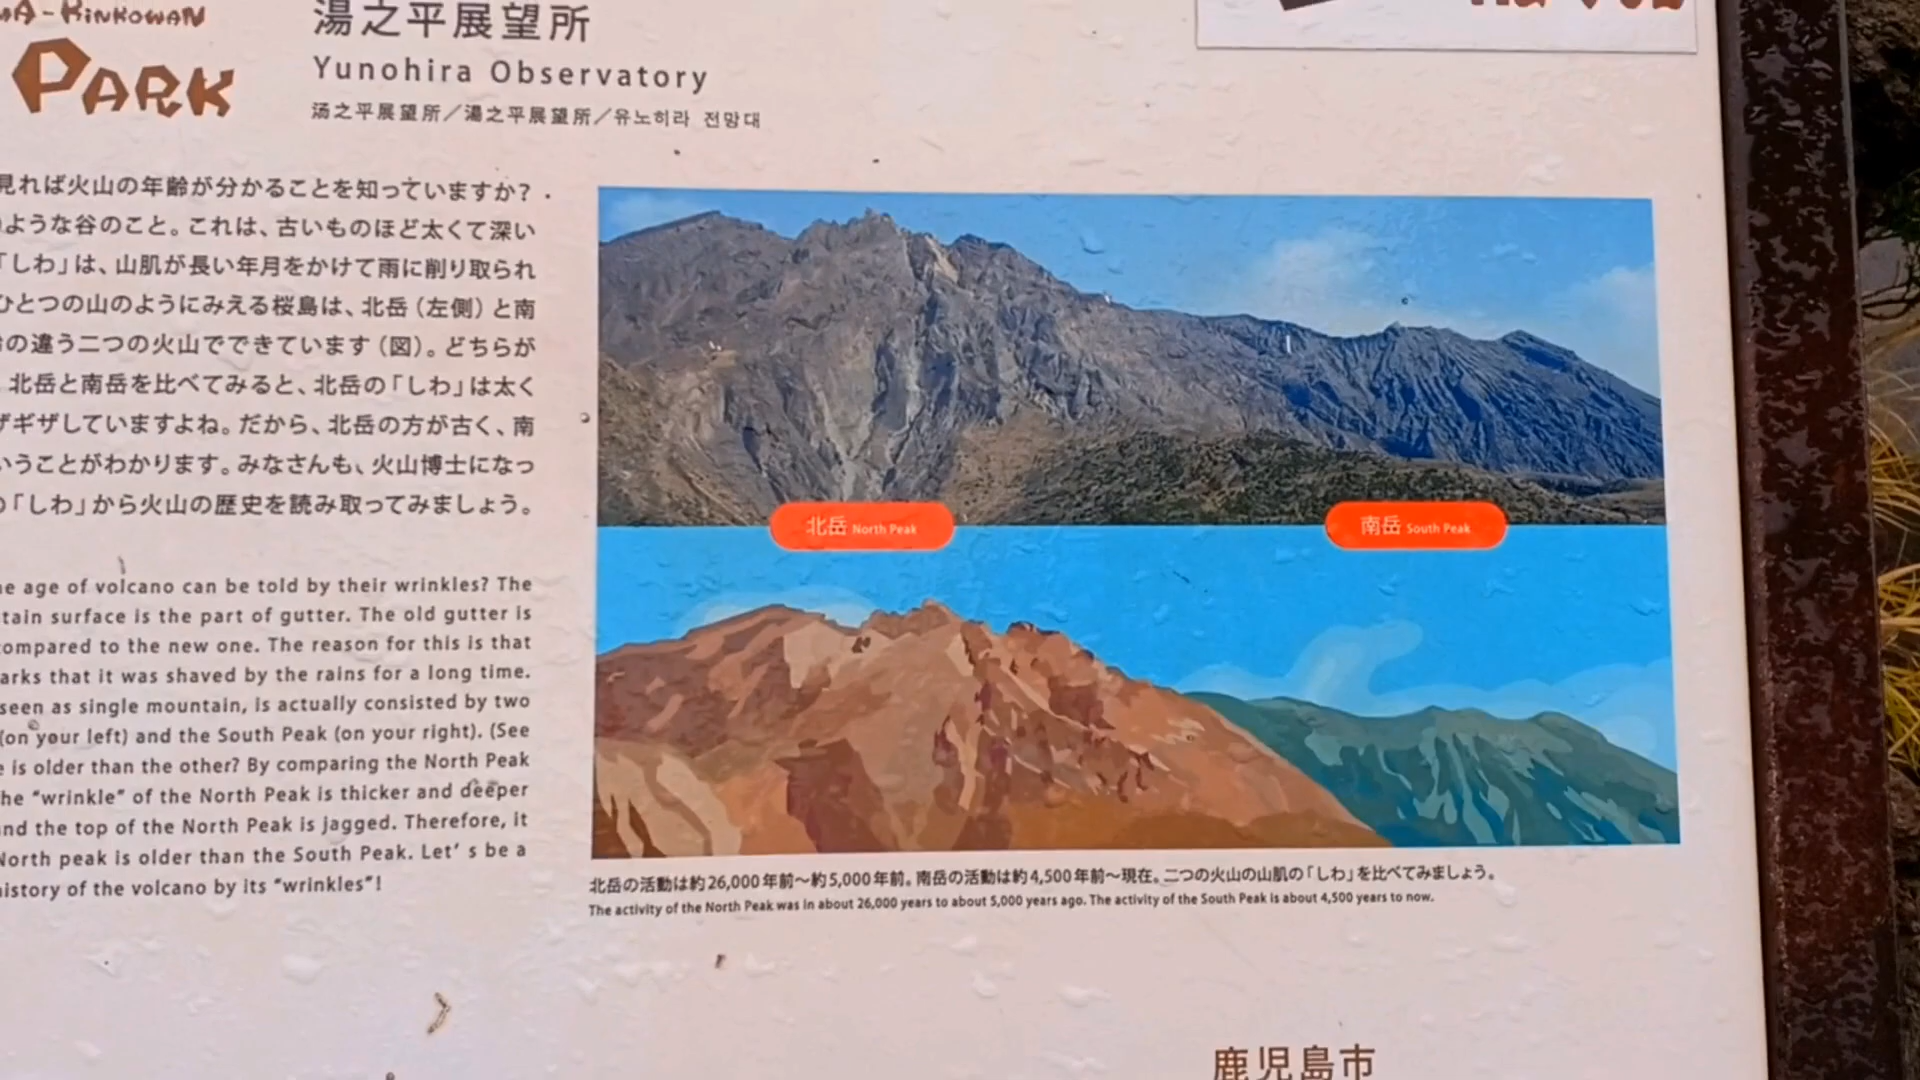 MA - KINKOWAN
PARK
湯之平展望所
Yunohira Observatory
汤之平展望所／湯之平展望所／유노히라 전망대
見れば火山の年齢が分かることを知っていますか？
ような谷のこと。これは、古いものほど太くて深い
「しわ」は、山肌が長い年月をかけて雨に削り取られ
ひとつの山のようにみえる桜島は、北岳（左側）と南
の違う二つの火山でできています（図）。どちらが
北岳と南岳を比べてみると、北岳の「しわ」は太く
ザギザしていますよね。だから、北岳の方が古く、南
いうことがわかります。みなさんも、火山博士になっ
の「しわ」から火山の歴史を読み取ってみましょう。
he age of volcano can be told by their wrinkles? The
tain surface is the part of gutter. The old gutter is
compared to the new one. The reason for this is that
arks that it was shaved by the rains for a long time.
seen as single mountain, is actually consisted by two
(on your left) and the South Peak (on your right). (See
e is older than the other? By comparing the North Peak
he “wrinkle” of the North Peak is thicker and deeper
and the top of the North Peak is jagged. Therefore, it
North peak is older than the South Peak. Let’ s be a
history of the volcano by its “wrinkles”!
北岳 North Peak
南岳 South Peak
北岳の活動は約26,000年前～約5,000年前。南岳の活動は約4,500年前～現在。二つの火山の山肌の「しわ」を比べてみましょう。
The activity of the North Peak was in about 26,000 years to about 5,000 years ago. The activity of the South Peak is about 4,500 years to now.
鹿児島市